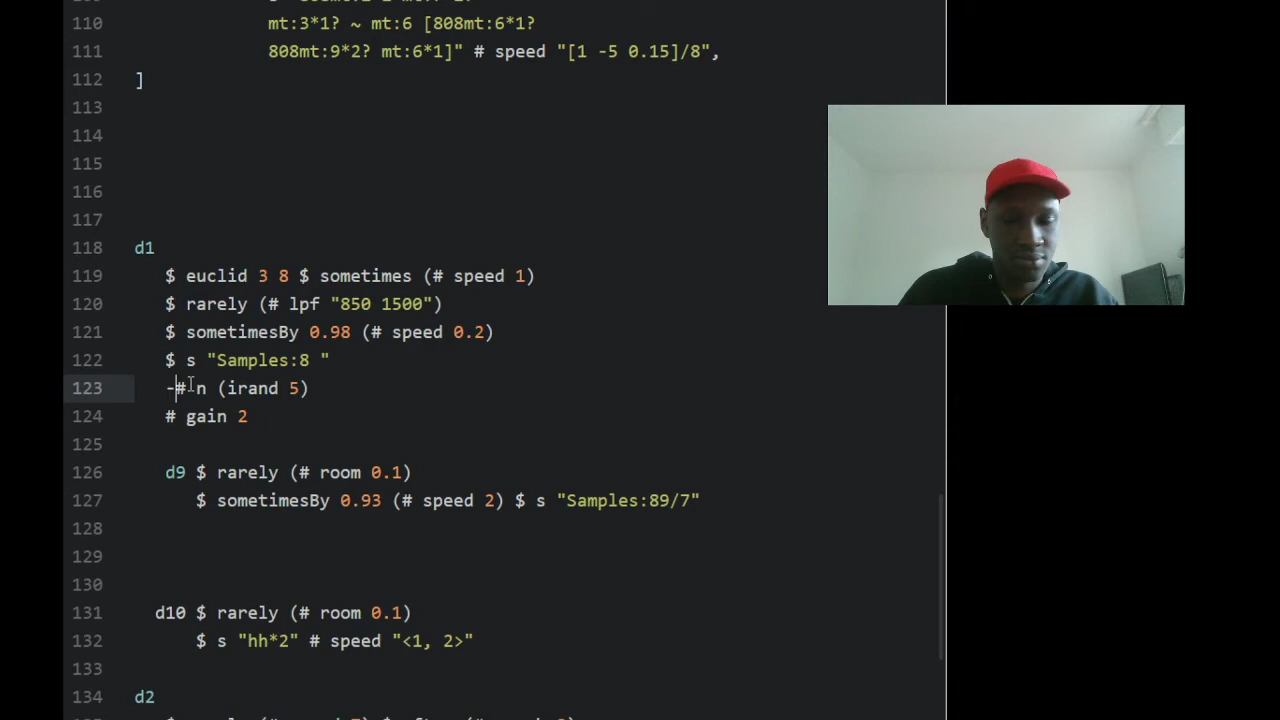 110 mt:3*1? ~ mt:6 [808mt:6*1?
111 808mt:9*2? mt:6*1]" # speed "[1 -5 0.15]/8",
112 ]
113
114
115
116
117
118 d1
119 $ euclid 3 8 $ sometimes (# speed 1)
120 $ rarely (# lpf "850 1500")
121 $ sometimesBy 0.98 (# speed 0.2)
122 $ s "Samples:8 "
123 -# n (irand 5)
124 # gain 2
125
126 d9 $ rarely (# room 0.1)
127 $ sometimesBy 0.93 (# speed 2) $ s "Samples:89/7"
128
129
130
131 d10 $ rarely (# room 0.1)
132 $ s "hh*2" # speed "<1, 2>"
133
134 d2